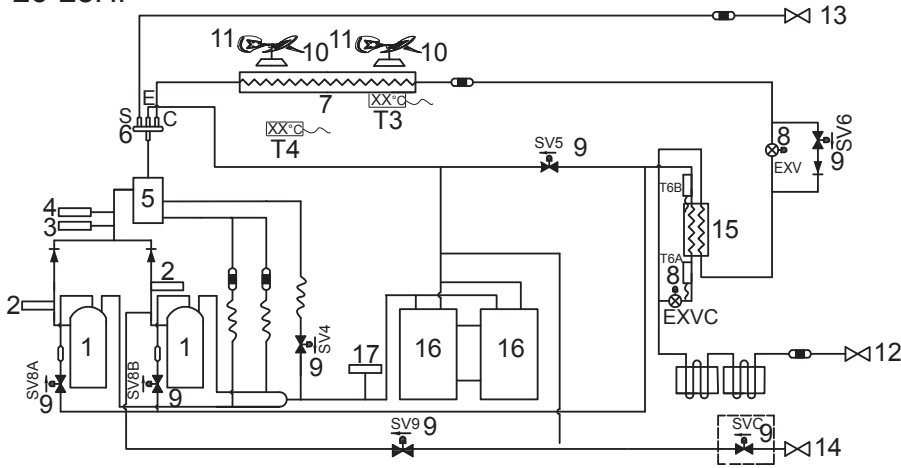 13
11 10 11 10
E
S C
6
7
XX°C
T3
XX°C
T4
8
SV6
EXV
9
SV5 9
5
4
3
T6B
15
T6A
8
EXVC
2
2
1 1
SV8A
9
SV8B
9
SV4
9
17
16 16
12
SV9 9
SVC 9
14